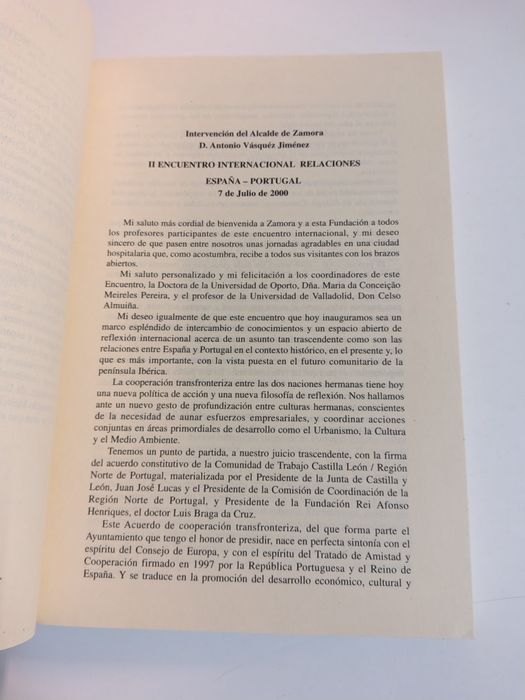 Intervención del Alcalde de Zamora
D. Antonio Vásquéz Jiménez
II ENCUENTRO INTERNACIONAL RELACIONES
ESPAÑA – PORTUGAL
7 de Julio de 2000
Mi saluto más cordial de bienvenida a Zamora y a esta Fundación a todos
los profesores participantes de este encuentro internacional, y mi deseo
sincero de que pasen entre nosotros unas jornadas agradables en una ciudad
hospitalaria que, como acostumbra, recibe a todos sus visitantes con los brazos
abiertos.
Mi saluto personalizado y mi felicitación a los coordinadores de este
Encuentro, la Doctora de la Universidad de Oporto, Dña. Maria da Conceição
Meireles Pereira, y el profesor de la Universidad de Valladolid, Don Celso
Almuiña.
Mi deseo igualmente de que este encuentro que hoy inauguramos sea un
marco espléndido de intercambio de conocimientos y un espacio abierto de
reflexión internacional acerca de un asunto tan trascendente como son las
relaciones entre España y Portugal en el contexto histórico, en el presente y, lo
que es más importante, con la vista puesta en el futuro comunitario de la
península Ibérica.
La cooperación transfronteriza entre las dos naciones hermanas tiene hoy
una nueva política de acción y una nueva filosofía de reflexión. Nos hallamos
ante un nuevo gesto de profundización entre culturas hermanas, conscientes
de la necesidad de aunar esfuerzos empresariales, y coordinar acciones
conjuntas en áreas primordiales de desarrollo como el Urbanismo, la Cultura
y el Medio Ambiente.
Tenemos un punto de partida, a nuestro juicio trascendente, con la firma
del acuerdo constitutivo de la Comunidad de Trabajo Castilla León / Región
Norte de Portugal, materializada por el Presidente de la Junta de Castilla y
León, Juan José Lucas y el Presidente de la Comisión de Coordinación de la
Región Norte de Portugal, y Presidente de la Fundación Rei Afonso
Henriques, el doctor Luis Braga da Cruz.
Este Acuerdo de cooperación transfronteriza, del que forma parte el
Ayuntamiento que tengo el honor de presidir, nace en perfecta sintonía con el
espíritu del Consejo de Europa, y con el espíritu del Tratado de Amistad y
Cooperación firmado en 1997 por la República Portuguesa y el Reino de
España. Y se traduce en la promoción del desarrollo económico, cultural y